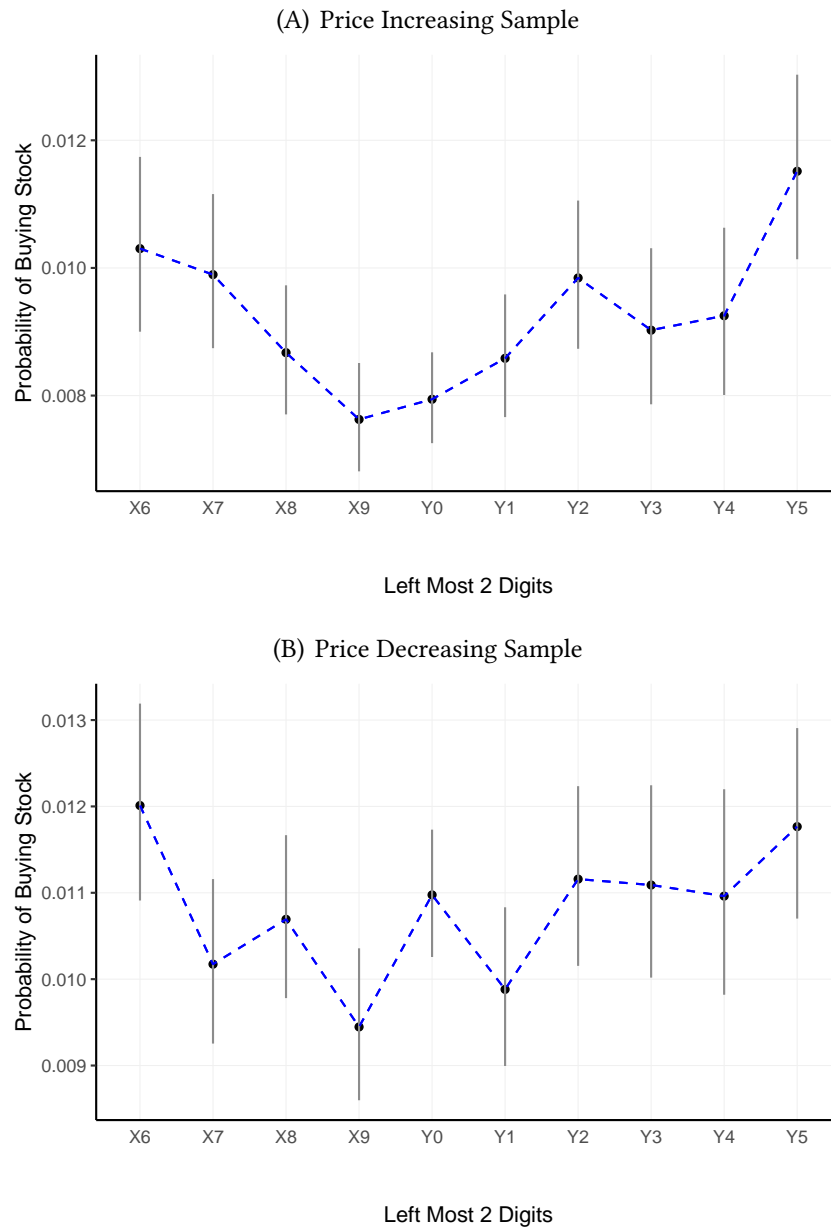 (A) Price Increasing Sample
Probability of Buying Stock
0.012
0.010
0.008
X6 X7 X8 X9 Y0 Y1 Y2 Y3 Y4 Y5
Left Most 2 Digits
(B) Price Decreasing Sample
Probability of Buying Stock
0.013
0.012
0.011
0.010
0.009
X6 X7 X8 X9 Y0 Y1 Y2 Y3 Y4 Y5
Left Most 2 Digits